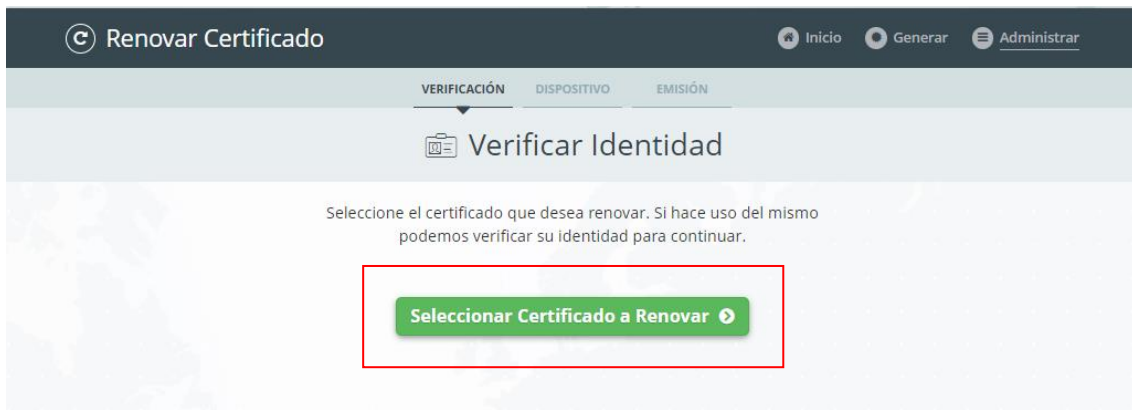 Renovar Certificado
Inicio Generar Administrar
VERIFICACIÓN DISPOSITIVO EMISIÓN
Verificar Identidad
Seleccione el certificado que desea renovar. Si hace uso del mismo
podemos verificar su identidad para continuar.
Seleccionar Certificado a Renovar